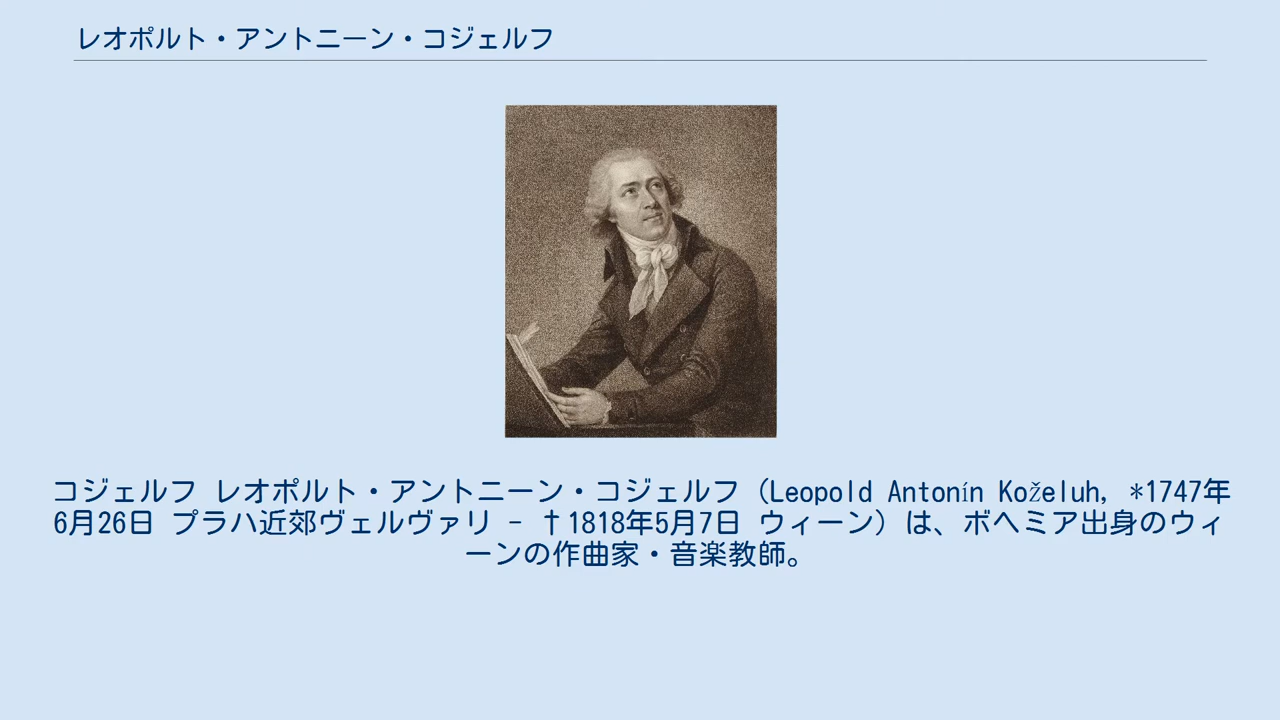 レオポルト・アントニーン・コジェルフ
コジェルフ レオポルト・アントニーン・コジェルフ（Leopold Antonín Koželuh, *1747年
6月26日 プラハ近郊ヴェルヴァリ － †1818年5月7日 ウィーン）は、ボヘミア出身のウィ
ーンの作曲家・音楽教師。